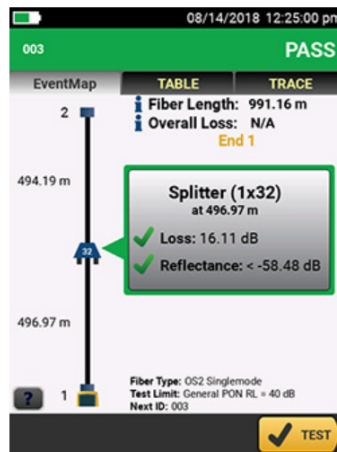 08/14/2018 12:25:00 pm
003 PASS
EventMap TABLE TRACE
2
Fiber Length: 991.16 m
Overall Loss: N/A
End 1
494.19 m
Splitter (1x32)
at 496.97 m
Loss: 16.11 dB
32
Reflectance: < -58.48 dB
496.97 m
Fiber Type: OS2 Singlemode
Test Limit: General PON RL = 40 dB
Next ID: 003
? 1
TEST